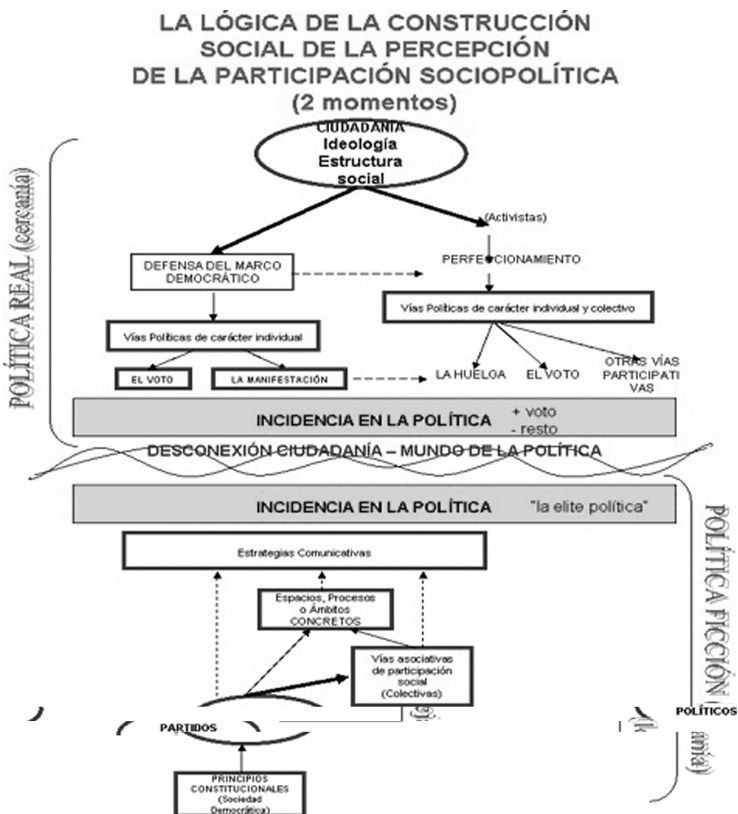 LA LÓGICA DE LA CONSTRUCCIÓN
SOCIAL DE LA PERCEPCIÓN
DE LA PARTICIPACIÓN SOCIOPOLÍTICA
(2 momentos)
CIUDADANÍA
Ideología
Estructura
social
POLÍTICA REAL (cercanía)
(Activistas)
DEFENSA DEL MARCO
DEMOCRÁTICO
PERFECCIONAMIENTO
Vías Políticas de carácter individual y colectivo
Vías Políticas de carácter individual
EL VOTO
LA MANIFESTACIÓN
LA HUELGA
EL VOTO
OTRAS VÍAS
PARTICIPATI
VAS
INCIDENCIA EN LA POLÍTICA
+ voto
- resto
DESCONEXIÓN CIUDADANÍA – MUNDO DE LA POLÍTICA
INCIDENCIA EN LA POLÍTICA
"la elite política"
POLÍTICA FICCIÓN
Estrategias Comunicativas
Espacios, Procesos
o Ámbitos
CONCRETOS
Vías asociativas
de participación
social
(Colectivas)
POLÍTICOS
PARTIDOS
PRINCIPIOS
CONSTITUCIONALES
(Sociedad
Democrática)